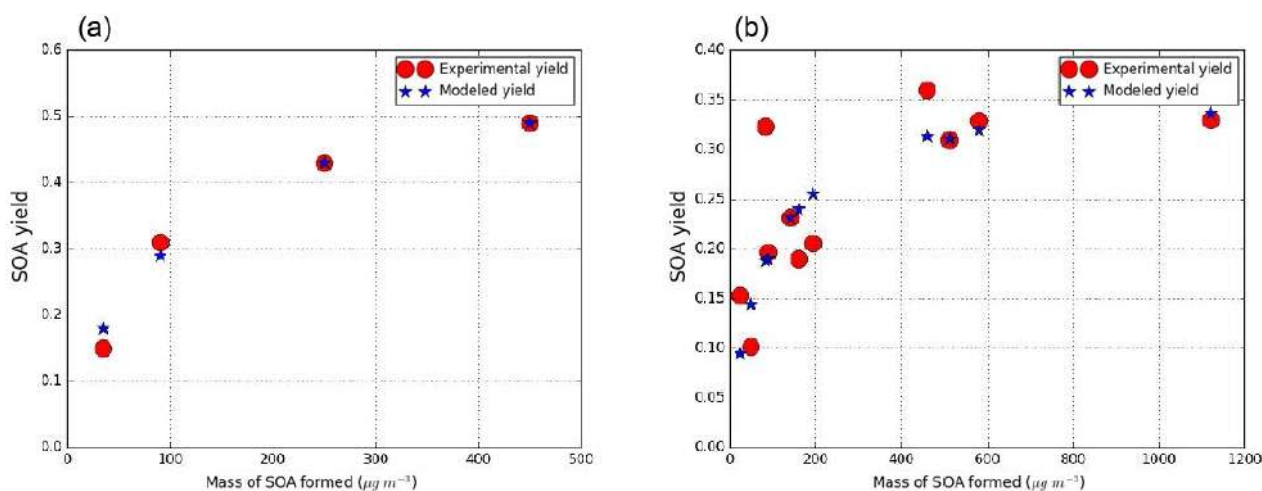 (a)
0.6
0.5
0.4
0.3
0.2
0.1
0.0
SOA yield
0
100
200
300
400
500
Mass of SOA formed (μg m⁻³)
Experimental yield
Modeled yield
(b)
0.40
0.35
0.30
0.25
0.20
0.15
0.10
0.05
0.00
SOA yield
0
200
400
600
800
1000
1200
Mass of SOA formed (μg m⁻³)
Experimental yield
Modeled yield